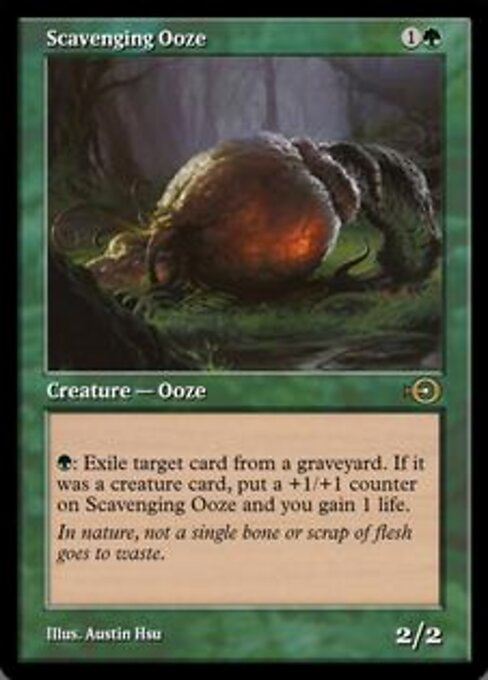 Scavenging Ooze 1
Creature — Ooze
: Exile target card from a graveyard. If it
was a creature card, put a +1/+1 counter
on Scavenging Ooze and you gain 1 life.
In nature, not a single bone or scrap of flesh
goes to waste.
Illus. Austin Hsu 2/2